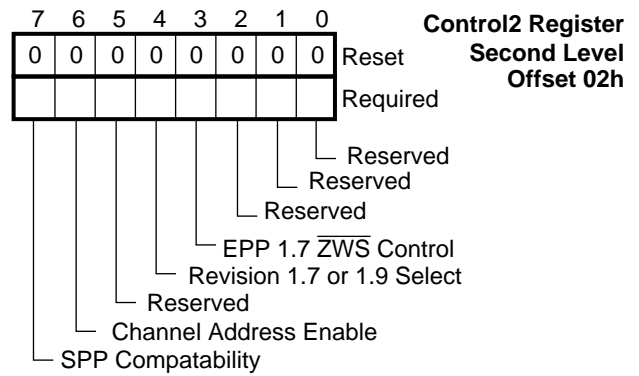 7 6 5 4 3 2 1 0
Control2 Register
Second Level
Offset 02h
0 0 0 0 0 0 0 0 Reset
Required
Reserved
Reserved
Reserved
EPP 1.7 ZWS Control
Revision 1.7 or 1.9 Select
Reserved
Channel Address Enable
SPP Compatability